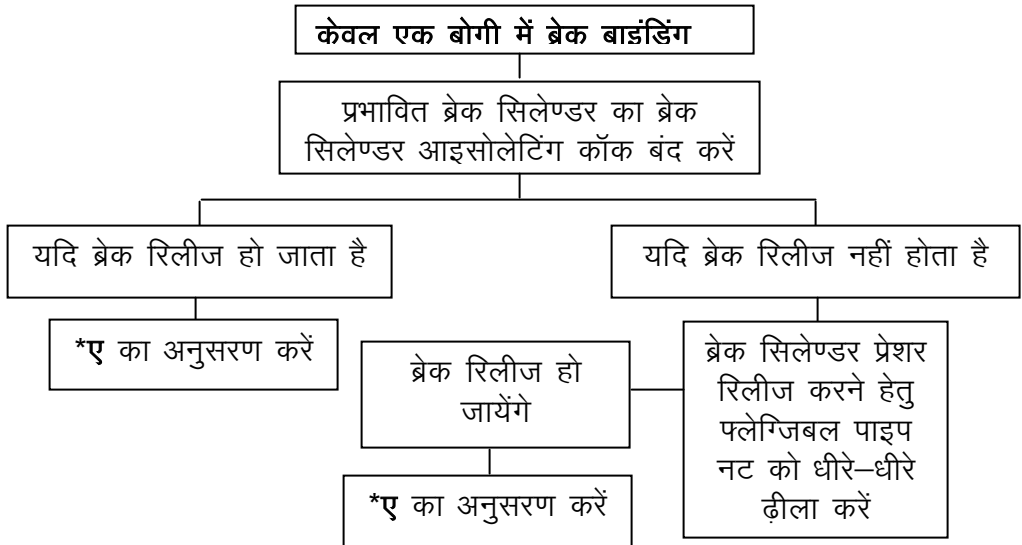 केवल एक बोगी में ब्रेक बाइंडिंग
प्रभावित ब्रेक सिलेण्डर का ब्रेक
सिलेण्डर आइसोलेटिंग कॉक बंद करें
यदि ब्रेक रिलीज हो जाता है
यदि ब्रेक रिलीज नहीं होता है
*ए का अनुसरण करें
ब्रेक सिलेण्डर प्रेशर
रिलीज करने हेतु
फ्लेग्जिबल पाइप
नट को धीरे–धीरे
ढ़ीला करें
ब्रेक रिलीज हो
जायेंगे
*ए का अनुसरण करें